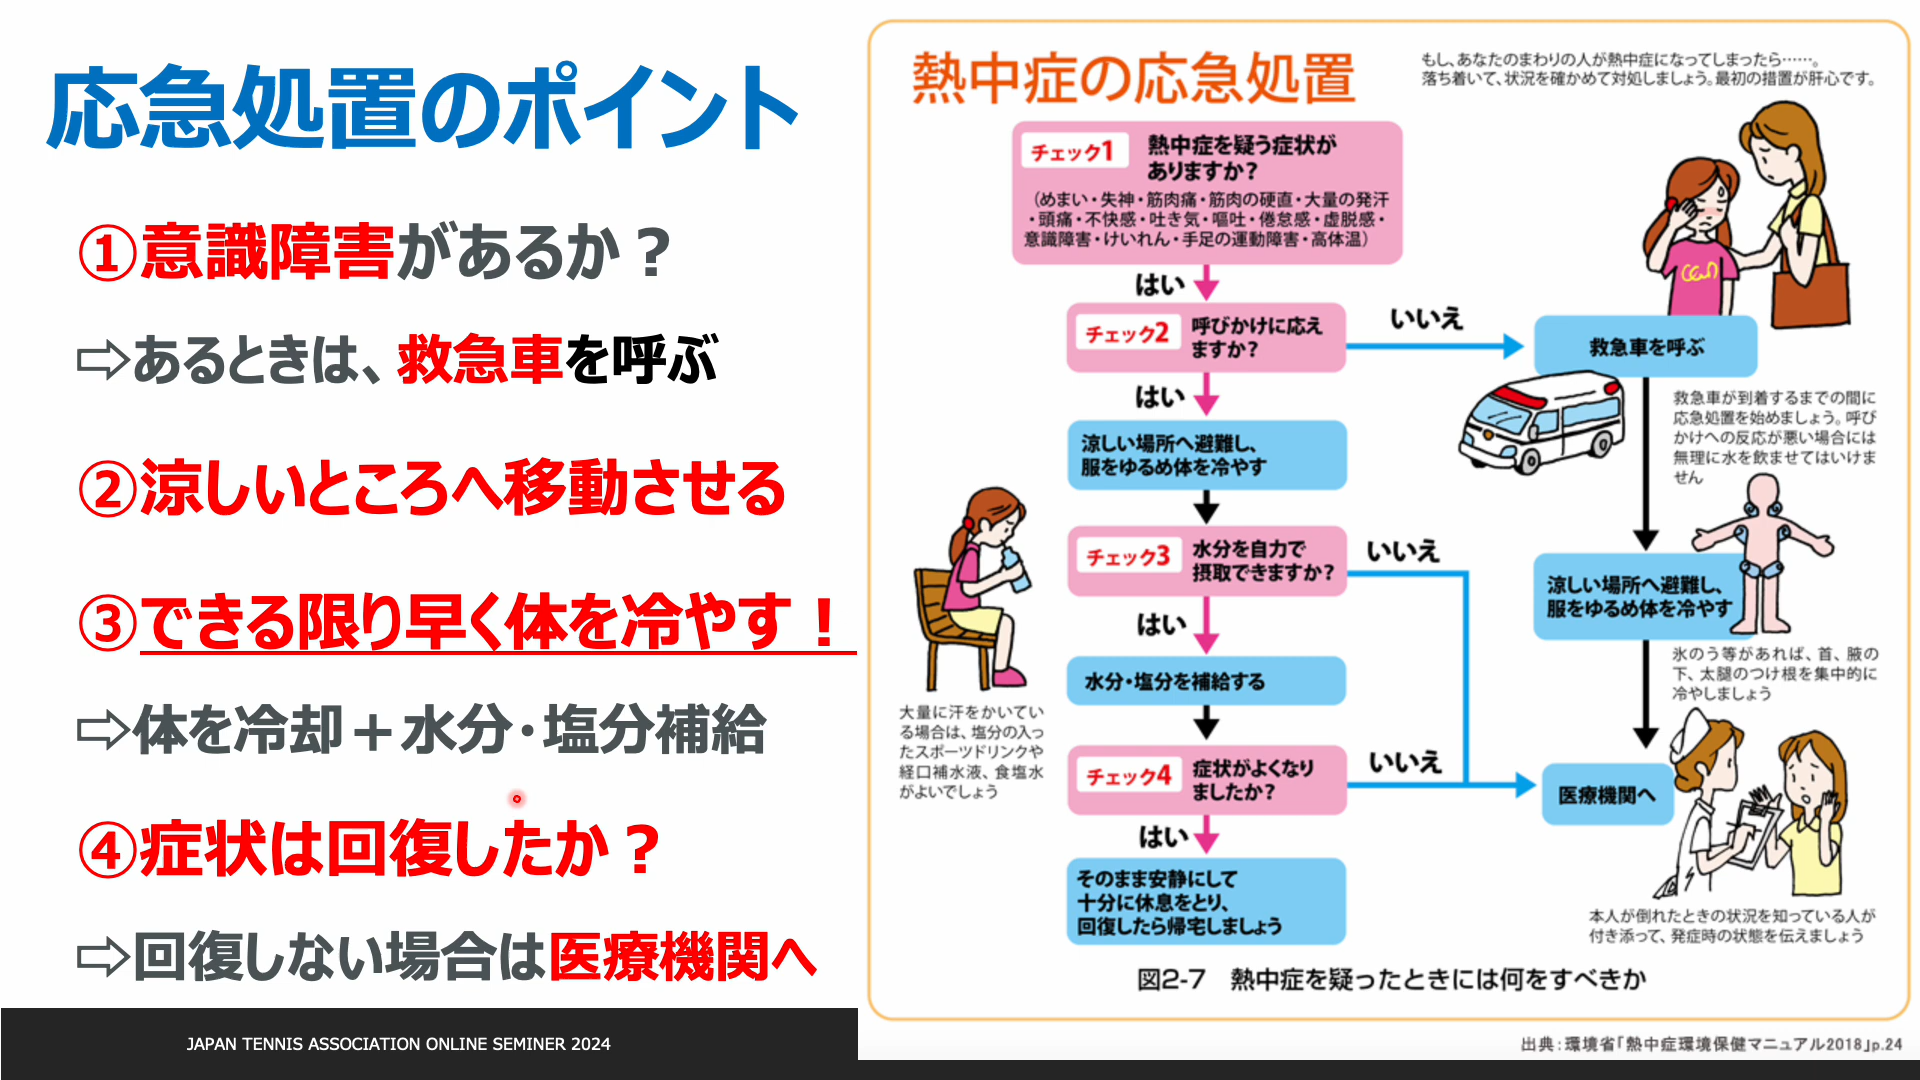 応急処置のポイント
①意識障害があるか？
⇨あるときは、救急車を呼ぶ
②涼しいところへ移動させる
③できる限り早く体を冷やす！
⇨体を冷却＋水分・塩分補給
④症状は回復したか？
⇨回復しない場合は医療機関へ
JAPAN TENNIS ASSOCIATION ONLINE SEMINER 2024
熱中症の応急処置
もし、あなたのまわりの人が熱中症になってしまったら……。
落ち着いて、状況を確かめて対処しましょう。最初の措置が肝心です。
チェック1
熱中症を疑う症状が
ありますか？
（めまい・失神・筋肉痛・筋肉の硬直・大量の発汗
・頭痛・不快感・吐き気・嘔吐・倦怠感・虚脱感・
意識障害・けいれん・手足の運動障害・高体温）
はい
チェック2
呼びかけに応え
ますか？
いいえ
救急車を呼ぶ
はい
救急車が到着するまでの間に
応急処置を始めましょう。呼び
かけへの反応が悪い場合には
無理に水を飲ませてはいけま
せん
涼しい場所へ避難し、
服をゆるめ体を冷やす
チェック3
水分を自力で
摂取できますか？
いいえ
涼しい場所へ避難し、
服をゆるめ体を冷やす
はい
氷のう等があれば、首、腋の
下、太腿のつけ根を集中的に
冷やしましょう
水分・塩分を補給する
大量に汗をかいてい
る場合は、塩分の入っ
たスポーツドリンクや
経口補水液、食塩水
がよいでしょう
チェック4
症状がよくなり
ましたか？
いいえ
医療機関へ
はい
そのまま安静にして
十分に休息をとり、
回復したら帰宅しましょう
本人が倒れたときの状況を知っている人が
付き添って、発症時の状態を伝えましょう
図2-7 熱中症を疑ったときには何をすべきか
出典：環境省「熱中症環境保健マニュアル2018」p.24